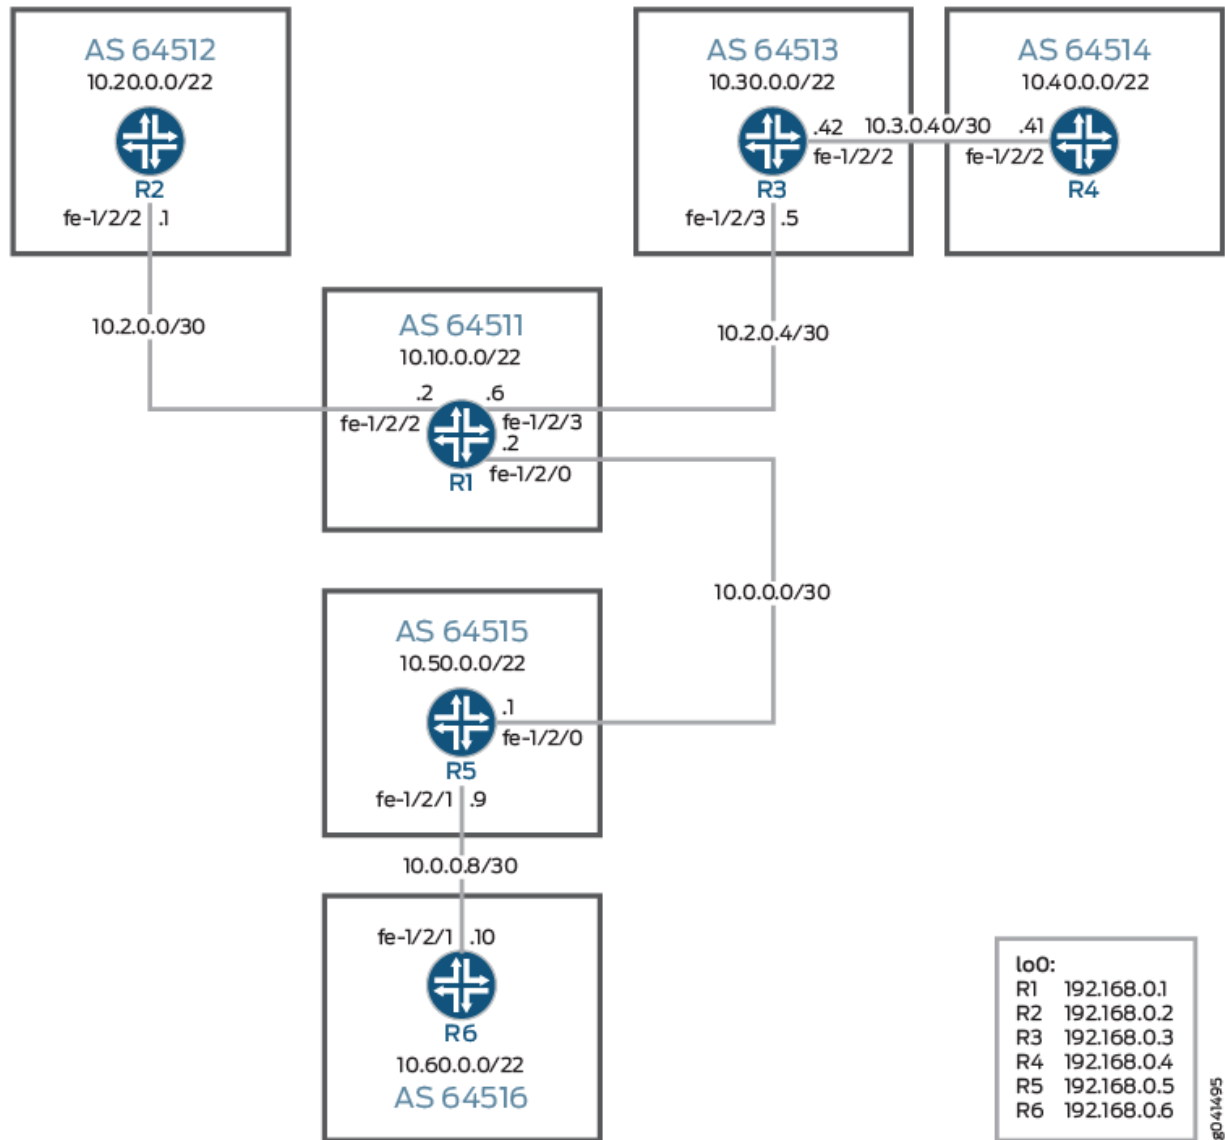 AS 64512
10.20.0.0/22
R2
fe-1/2/2 .1
10.2.0.0/30
AS 64513
10.30.0.0/22
.42
fe-1/2/2
R3
fe-1/2/3 .5
10.3.0.40/30
AS 64514
10.40.0.0/22
.41
fe-1/2/2
R4
10.2.0.4/30
AS 64511
10.10.0.0/22
.2
fe-1/2/2
.6
fe-1/2/3
.2
fe-1/2/0
R1
10.0.0.0/30
AS 64515
10.50.0.0/22
.1
fe-1/2/0
R5
fe-1/2/1 .9
10.0.0.8/30
fe-1/2/1 .10
R6
10.60.0.0/22
AS 64516
lo0:
R1 192.168.0.1
R2 192.168.0.2
R3 192.168.0.3
R4 192.168.0.4
R5 192.168.0.5
R6 192.168.0.6
g041495